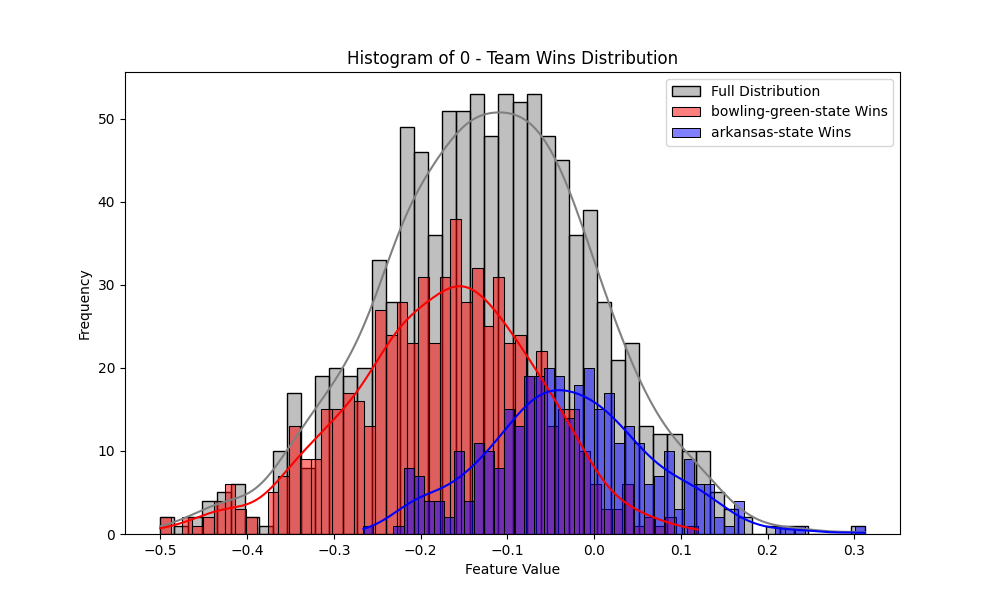 Histogram of 0 - Team Wins Distribution
Full Distribution
bowling-green-state Wins
arkansas-state Wins
Frequency
50
40
30
20
10
0
−0.5 −0.4 −0.3 −0.2 −0.1 0.0 0.1 0.2 0.3
Feature Value